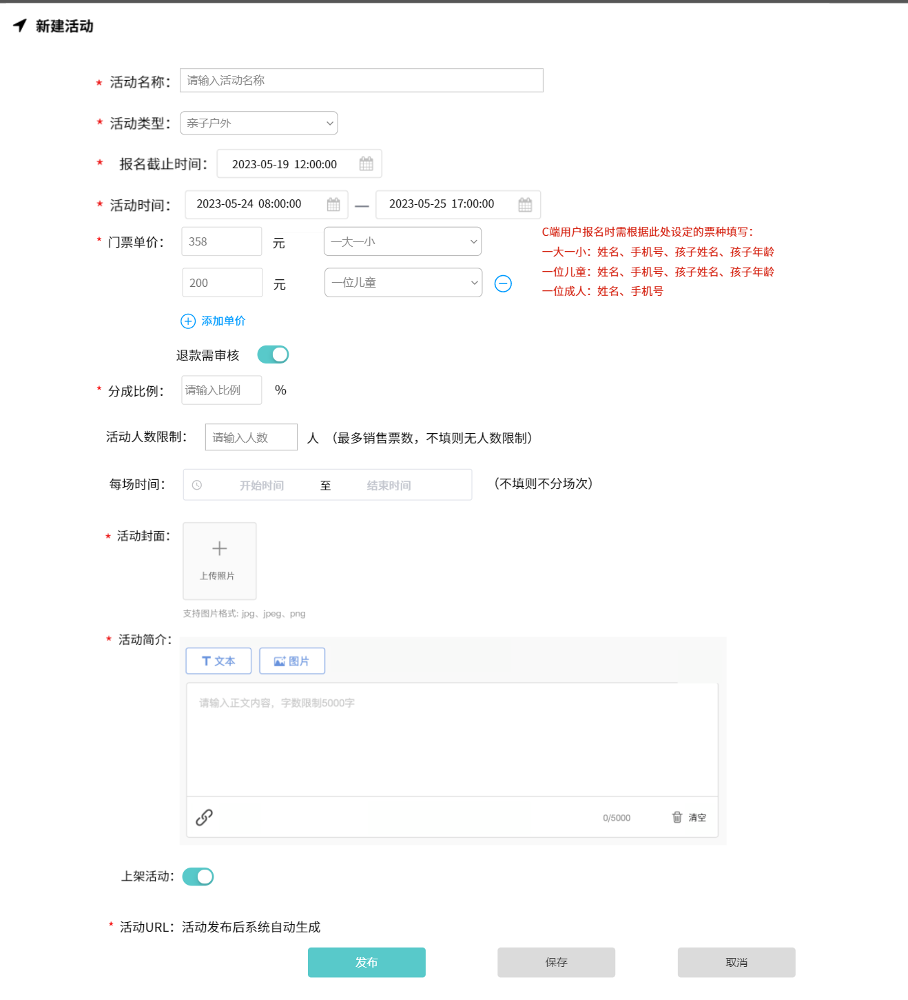 新建活动
* 活动名称： 请输入活动名称
* 活动类型： 亲子户外
* 报名截止时间： 2023-05-19 12:00:00
* 活动时间： 2023-05-24 08:00:00 — 2023-05-25 17:00:00
C端用户报名时需根据此处设定的票种填写：
* 门票单价： 358 元 一大一小
一大一小：姓名、手机号、孩子姓名、孩子年龄
一位儿童：姓名、手机号、孩子姓名、孩子年龄
200 元 一位儿童
一位成人：姓名、手机号
添加单价
退款需审核
* 分成比例： 请输入比例 %
活动人数限制： 请输入人数 人 （最多销售票数，不填则无人数限制）
每场时间： 开始时间 至 结束时间 （不填则不分场次）
* 活动封面：
上传照片
支持图片格式: jpg、jpeg、png
* 活动简介：
T 文本 图片
请输入正文内容，字数限制5000字
0/5000 清空
上架活动：
* 活动URL：活动发布后系统自动生成
发布 保存 取消